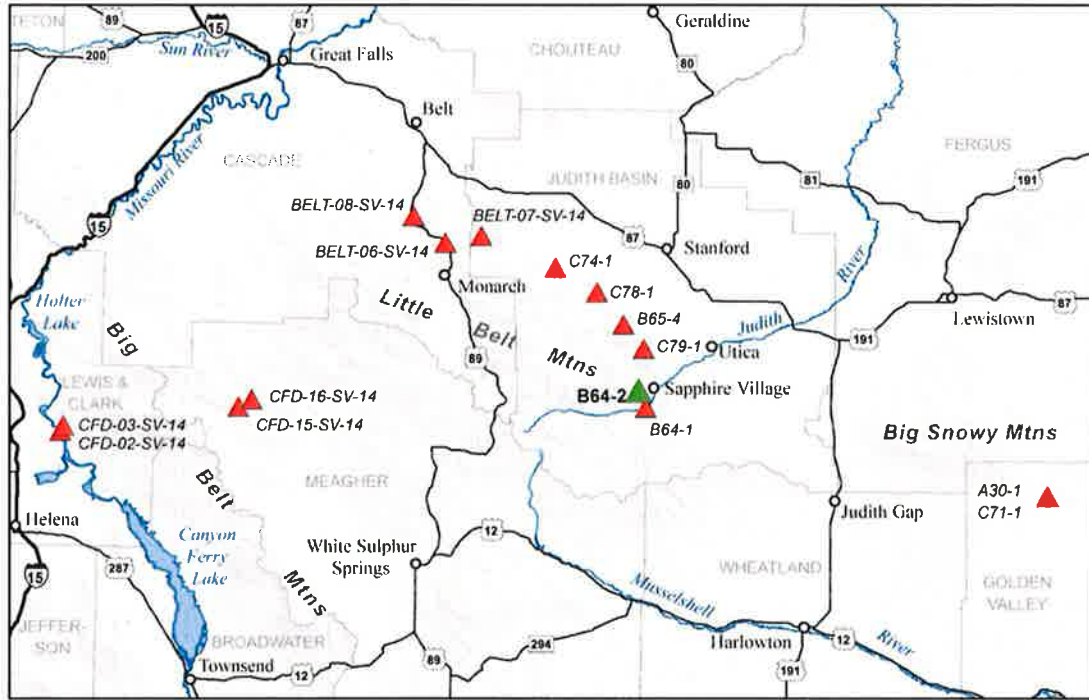 TETON
89
15
87
Geraldine
200
Sun River
Great Falls
CHOUTEAU
80
Belt
Missouri River
CASCADE
FERGUS
JUDITH BASIN
80
81
191
15
BELT-08-SV-14
BELT-07-SV-14
BELT-06-SV-14
87
Stanford
River
C74-1
Monarch
C78-1
Holter
Lake
Little
Belt
Mtns
B65-4
Judith
Lewistown
87
Big
C79-1
Utica
191
89
LEWIS &
CLARK
CFD-16-SV-14
CFD-15-SV-14
B64-2
Sapphire Village
B64-1
CFD-03-SV-14
CFD-02-SV-14
Big Snowy Mtns
Belt
MEAGHER
A30-1
C71-1
Helena
Judith Gap
12
Canyon
Ferry
Lake
White Sulphur
Springs
287
15
WHEATLAND
GOLDEN
VALLEY
Mtns
Musselshell
JEFFER-
SON
BROADWATER
Harlowton
12
River
294
Townsend
12
89
191